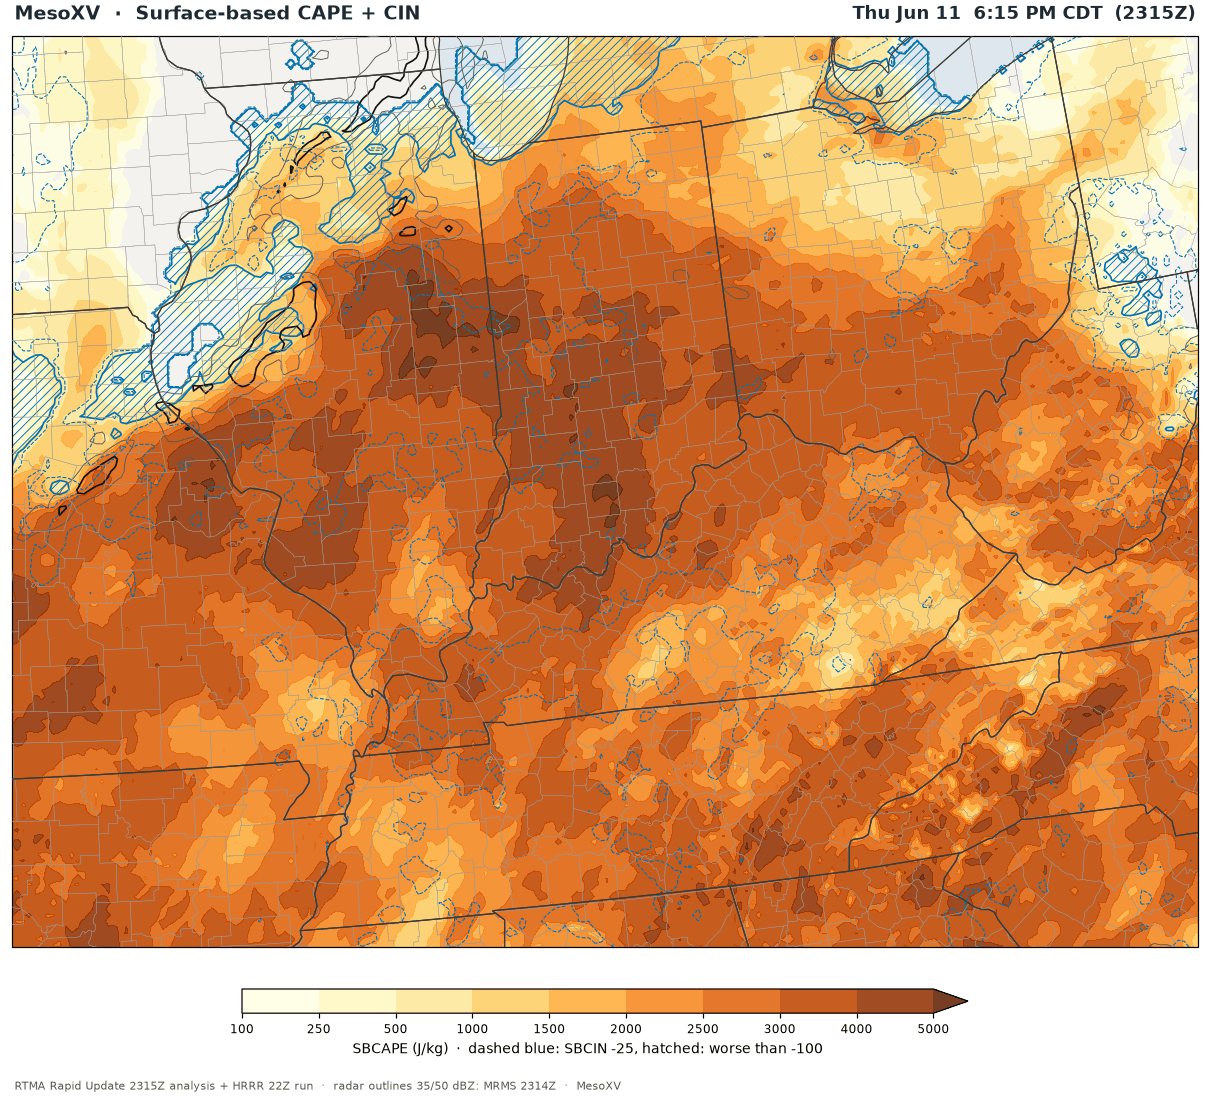 MesoXV · Surface-based CAPE + CIN
Thu Jun 11 6:15 PM CDT (2315Z)
100 250 500 1000 1500 2000 2500 3000 4000 5000
SBCAPE (J/kg) · dashed blue: SBCIN -25, hatched: worse than -100
RTMA Rapid Update 2315Z analysis + HRRR 22Z run · radar outlines 35/50 dBZ: MRMS 2314Z · MesoXV